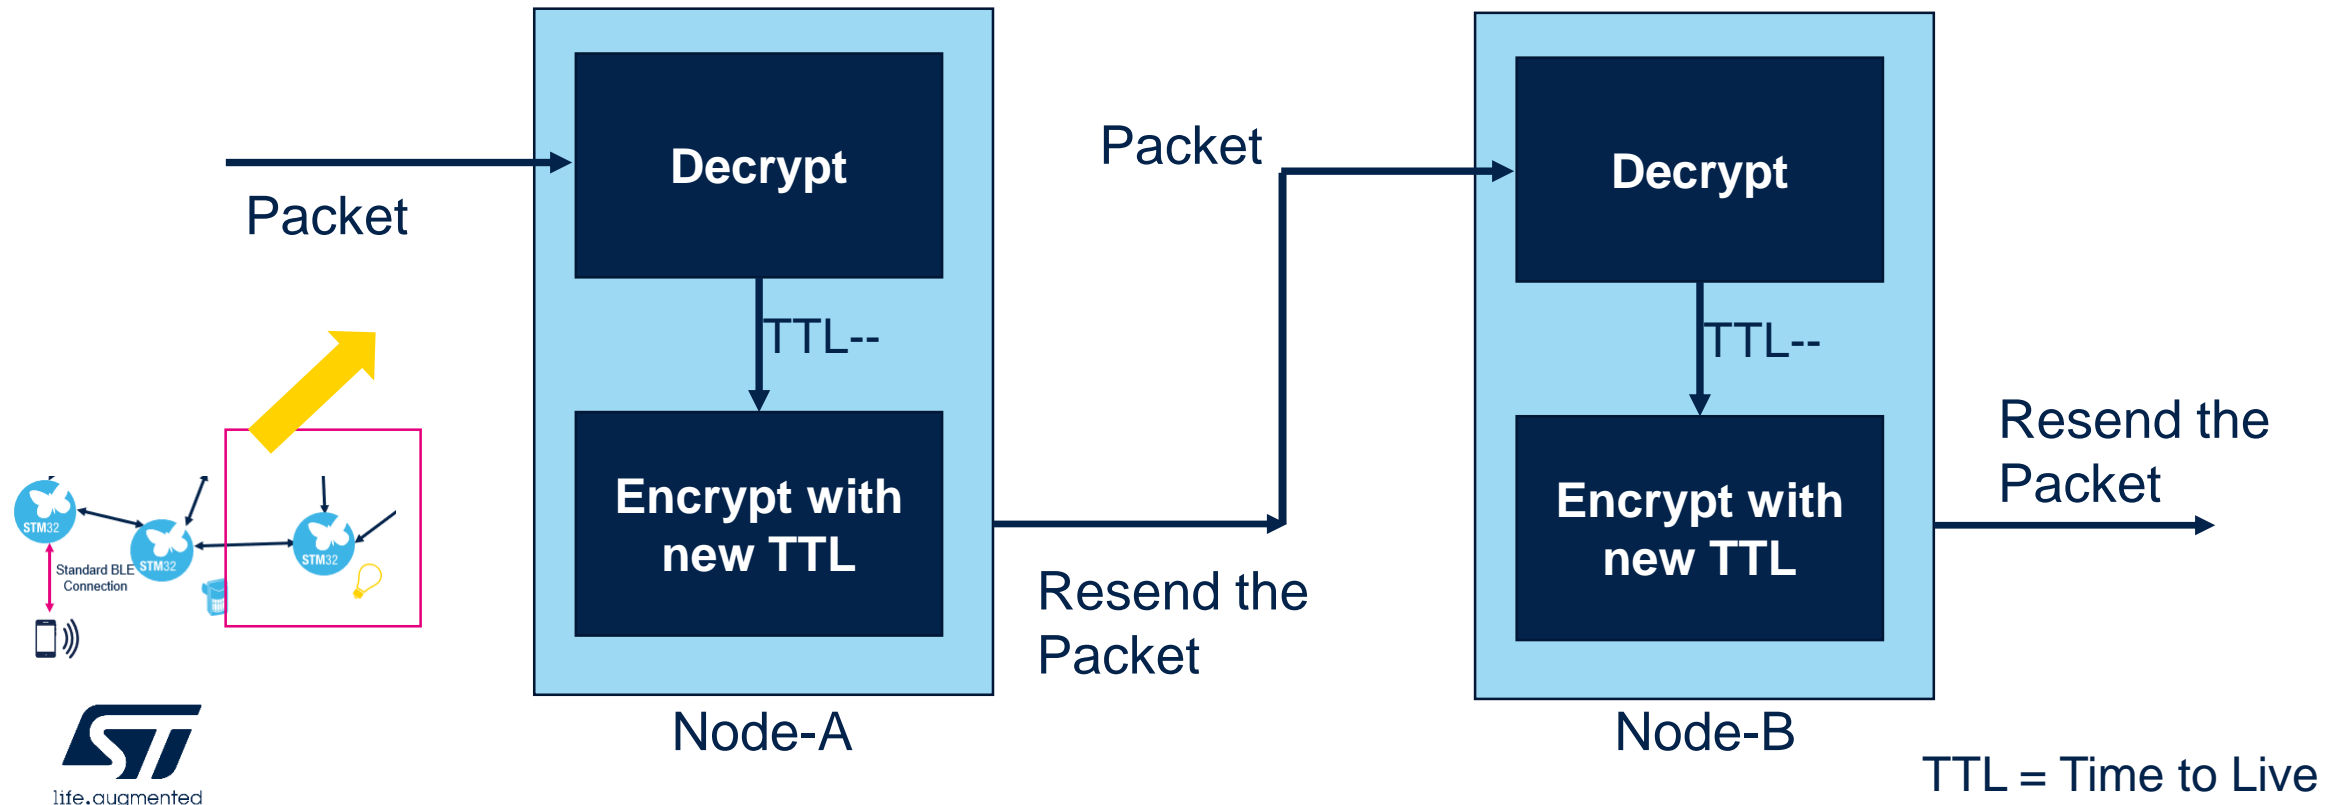 Packet
Decrypt
TTL--
Encrypt with
new TTL
Node-A
Resend the
Packet
Packet
Decrypt
TTL--
Encrypt with
new TTL
Node-B
Resend the
Packet
STM32
STM32
STM32
Standard BLE
Connection
ST
life.augmented
TTL = Time to Live